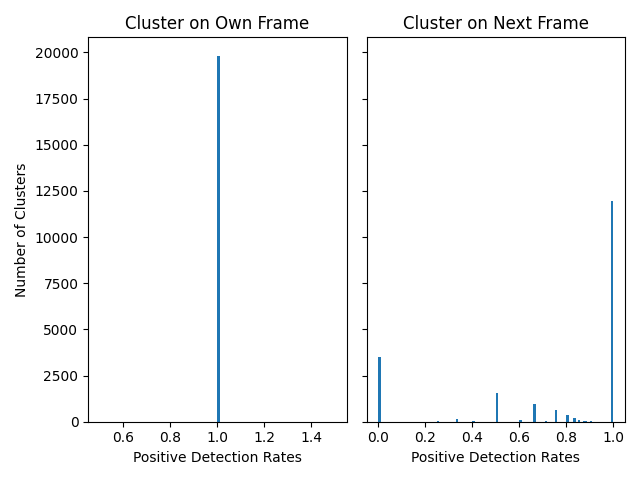 Cluster on Own Frame
Cluster on Next Frame
Number of Clusters
20000
17500
15000
12500
10000
7500
5000
2500
0
0.6 0.8 1.0 1.2 1.4
0.0 0.2 0.4 0.6 0.8 1.0
Positive Detection Rates
Positive Detection Rates